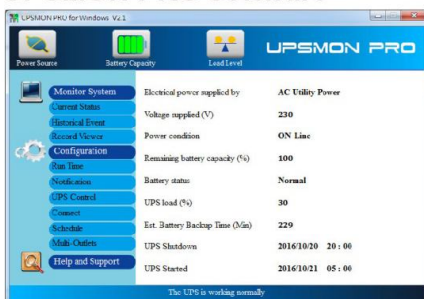 UPSMON PRO for Windows V2.1
Power Source
Battery Capacity
Load Level
UPSMON PRO
Monitor System
Current Status
Historical Event
Record Viewer
Configuration
Run Time
Notification
UPS Control
Connect
Schedule
Multi-Outlets
Help and Support
Electrical power supplied by AC Utility Power
Voltage supplied (V) 230
Power condition ON Line
Remaining battery capacity (%) 100
Battery status Normal
UPS load (%) 30
Est. Battery Backup Time (Min) 229
UPS Shutdown 2016/10/20 20 : 00
UPS Started 2016/10/21 05 : 00
The UPS is working normally